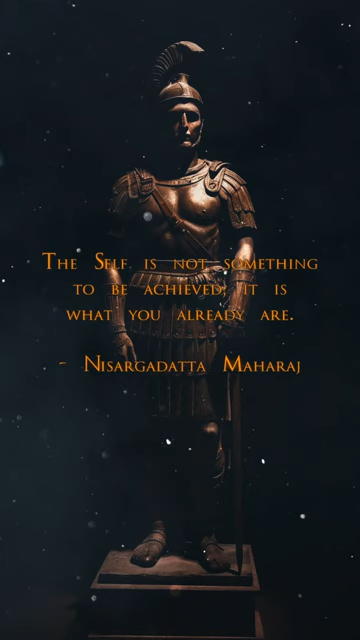 The Self is not something
to be achieved; it is
what you already are.
- Nisargadatta Maharaj